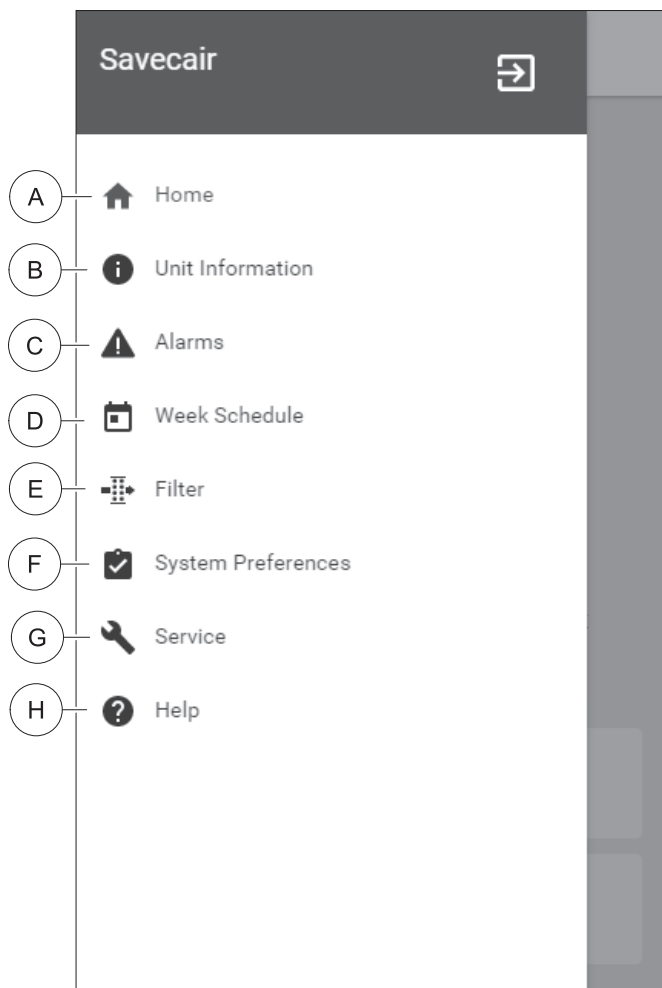 Savecair
A Home
B Unit Information
C Alarms
D Week Schedule
E Filter
F System Preferences
G Service
H Help